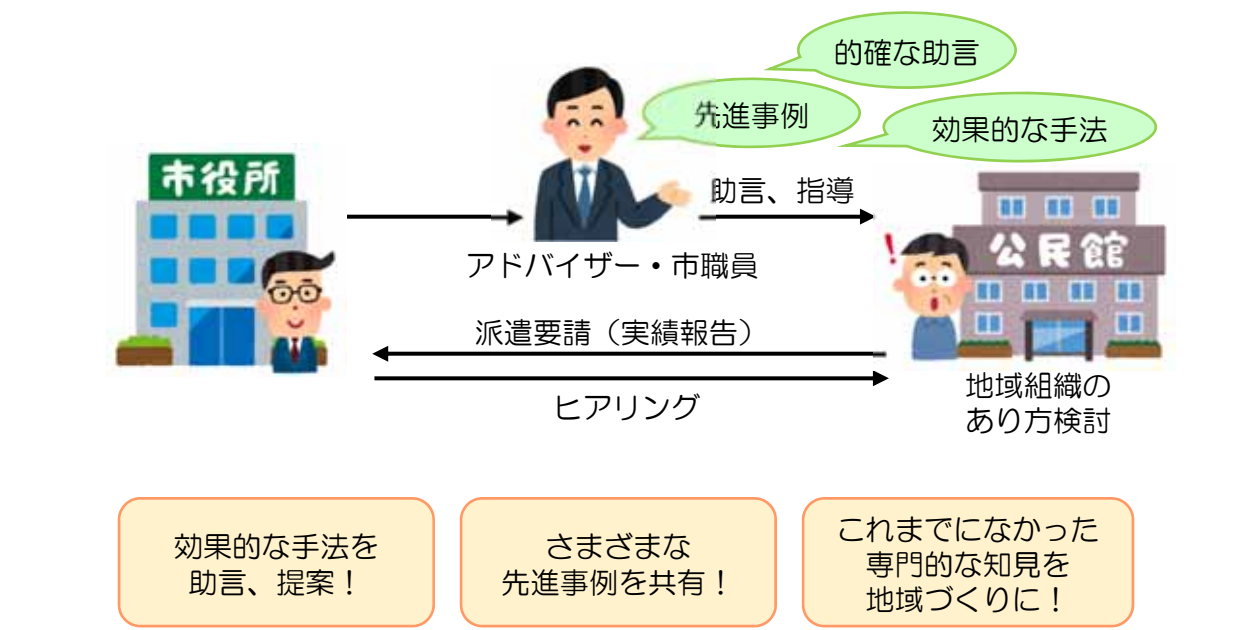 的確な助言
先進事例
効果的な手法
市役所
助言、指導
公民館
!
アドバイザー・市職員
派遣要請（実績報告）
ヒアリング
地域組織の
あり方検討
効果的な手法を
助言、提案！
さまざまな
先進事例を共有！
これまでになかった
専門的な知見を
地域づくりに！